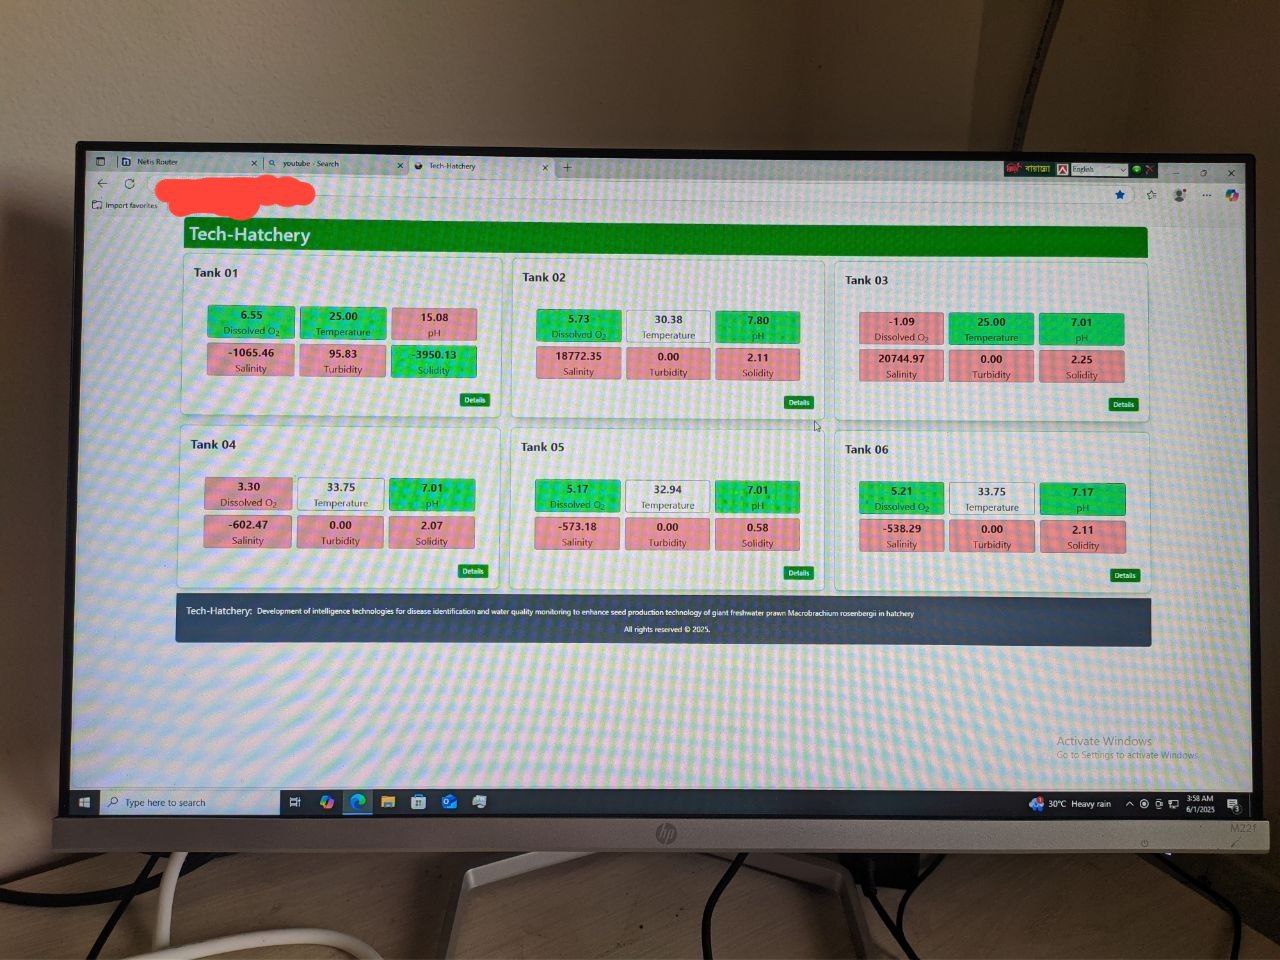 Netis Router
youtube - Search
Tech-Hatchery
English
Import favorites
Tech-Hatchery
Tank 01
6.55
Dissolved O₂
25.00
Temperature
15.08
pH
-1065.46
Salinity
95.83
Turbidity
-3950.13
Solidity
Details
Tank 02
5.73
Dissolved O₂
30.38
Temperature
7.80
pH
18772.35
Salinity
0.00
Turbidity
2.11
Solidity
Details
Tank 03
-1.09
Dissolved O₂
25.00
Temperature
7.01
pH
20744.97
Salinity
0.00
Turbidity
2.25
Solidity
Details
Tank 04
3.30
Dissolved O₂
33.75
Temperature
7.01
pH
-602.47
Salinity
0.00
Turbidity
2.07
Solidity
Details
Tank 05
5.17
Dissolved O₂
32.94
Temperature
7.01
pH
-573.18
Salinity
0.00
Turbidity
0.58
Solidity
Details
Tank 06
5.21
Dissolved O₂
33.75
Temperature
7.17
pH
-538.29
Salinity
0.00
Turbidity
2.11
Solidity
Details
Tech-Hatchery: Development of intelligence technologies for disease identification and water quality monitoring to enhance seed production technology of giant freshwater prawn Macrobrachium rosenbergii in hatchery
All rights reserved © 2025.
Activate Windows
Go to Settings to activate Windows.
Type here to search
30°C Heavy rain
3:58 AM
6/1/2025
3
hp
M22f